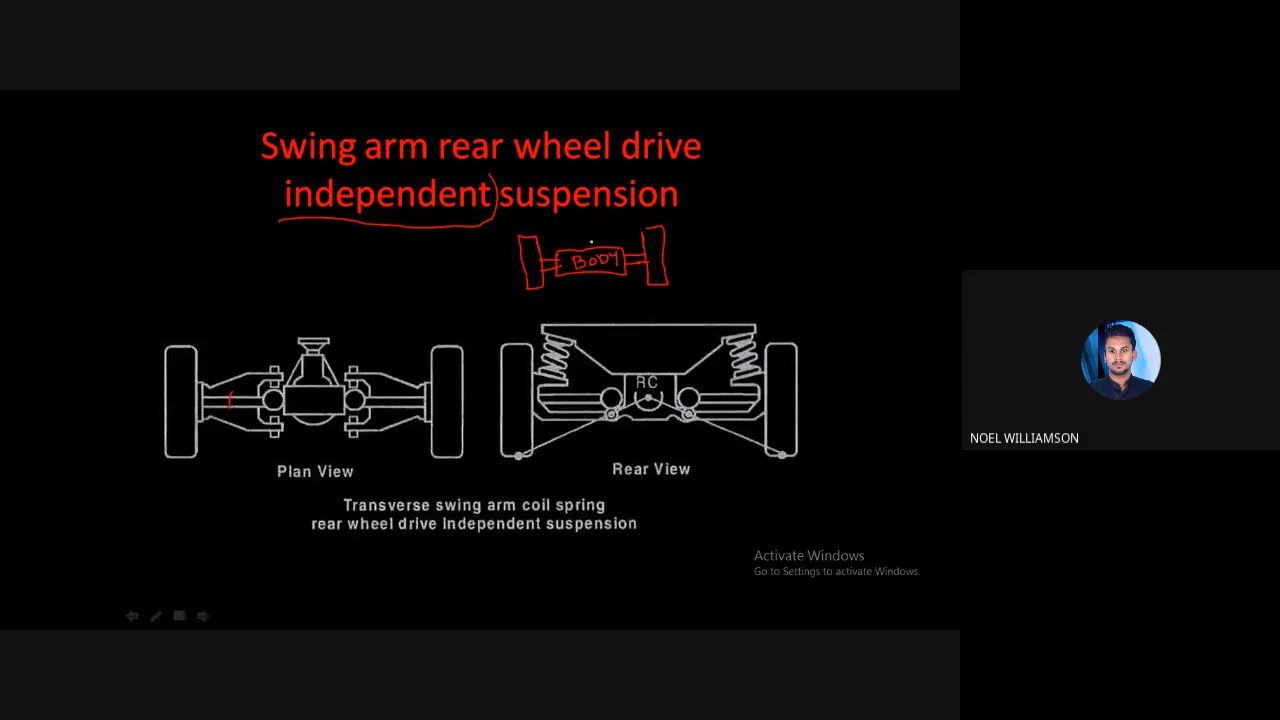 Swing arm rear wheel drive
independent suspension
BODY
RC
Plan View
Rear View
Transverse swing arm coil spring
rear wheel drive independent suspension
NOEL WILLIAMSON
Activate Windows
Go to Settings to activate Windows.